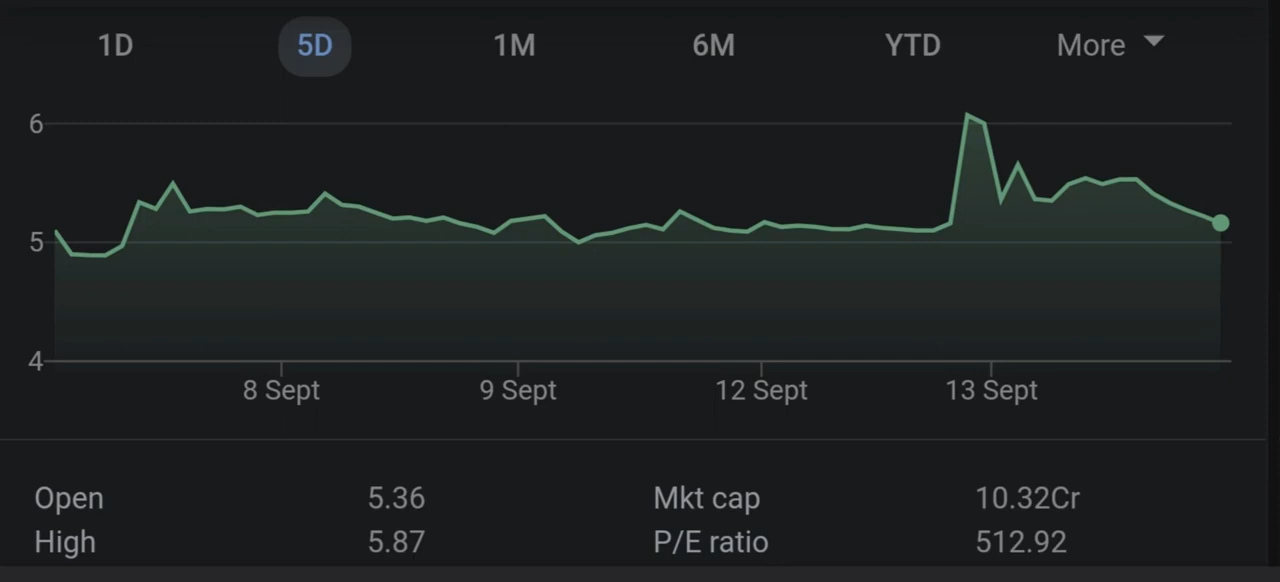 1D 5D 1M 6M YTD More
6
5
4
8 Sept 9 Sept 12 Sept 13 Sept
Open 5.36 Mkt cap 10.32Cr
High 5.87 P/E ratio 512.92